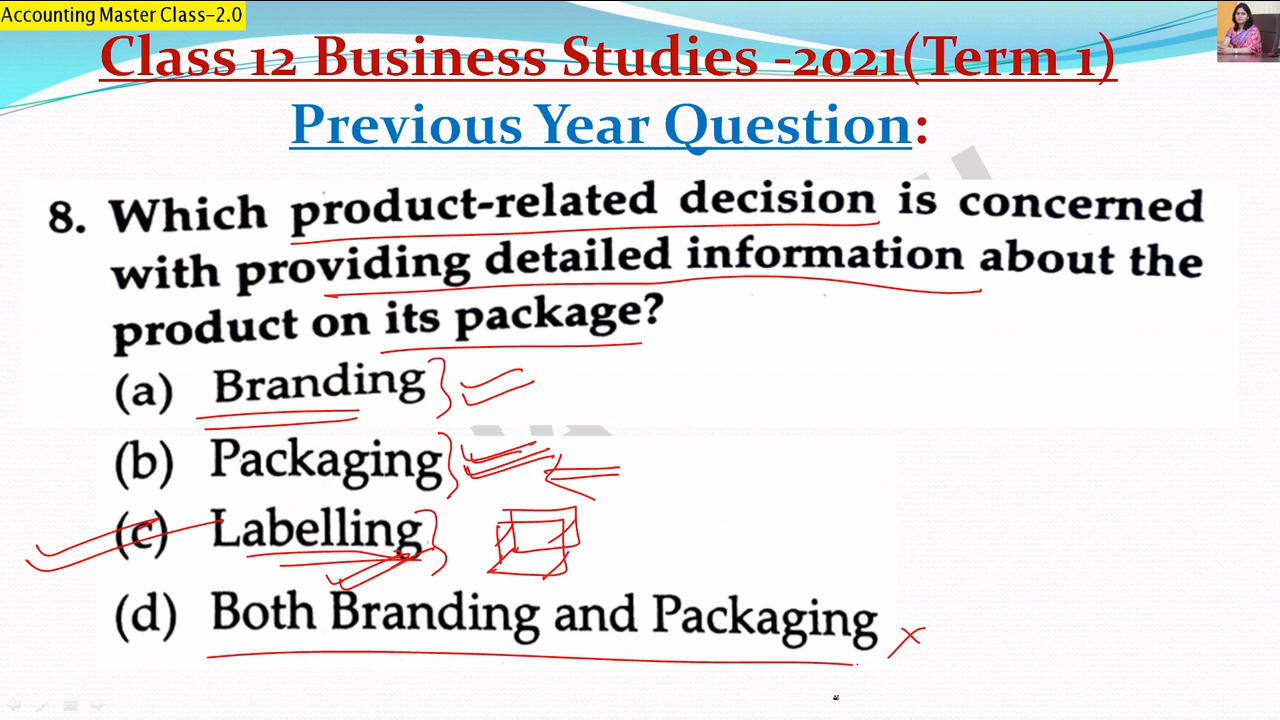 Accounting Master Class-2.0
Class 12 Business Studies -2021(Term 1)
Previous Year Question:
8. Which product-related decision is concerned
with providing detailed information about the
product on its package?
(a) Branding
(b) Packaging
(c) Labelling
(d) Both Branding and Packaging